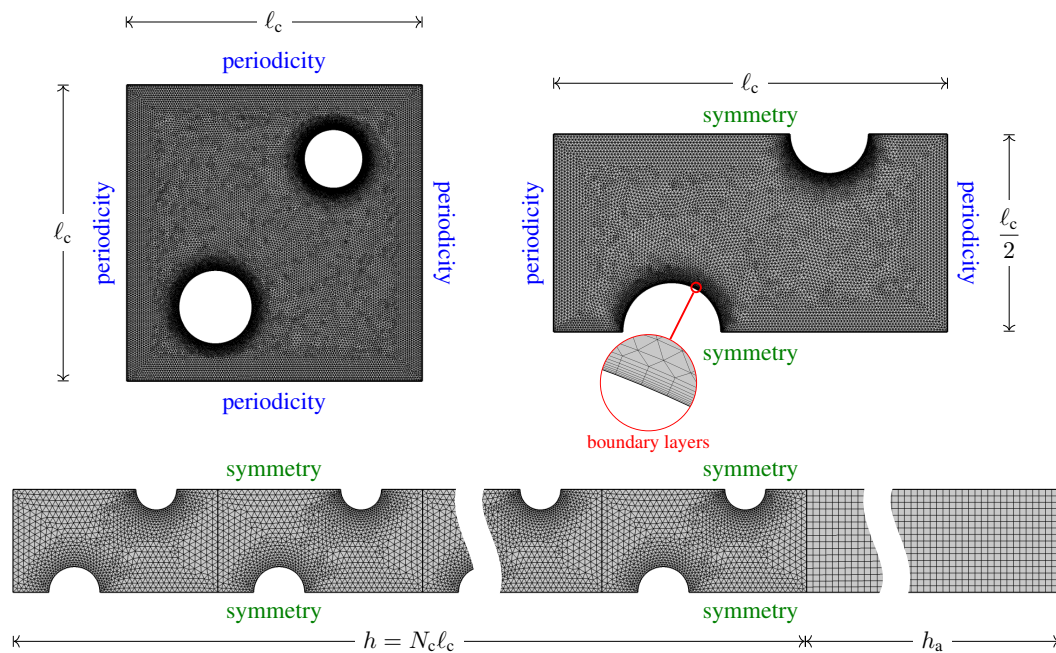 ℓc
periodicity
ℓc
periodicity
periodicity
periodicity
ℓc
symmetry
periodicity
periodicity
ℓc/2
symmetry
boundary layers
symmetry
symmetry
symmetry
symmetry
h = Ncℓc
ha